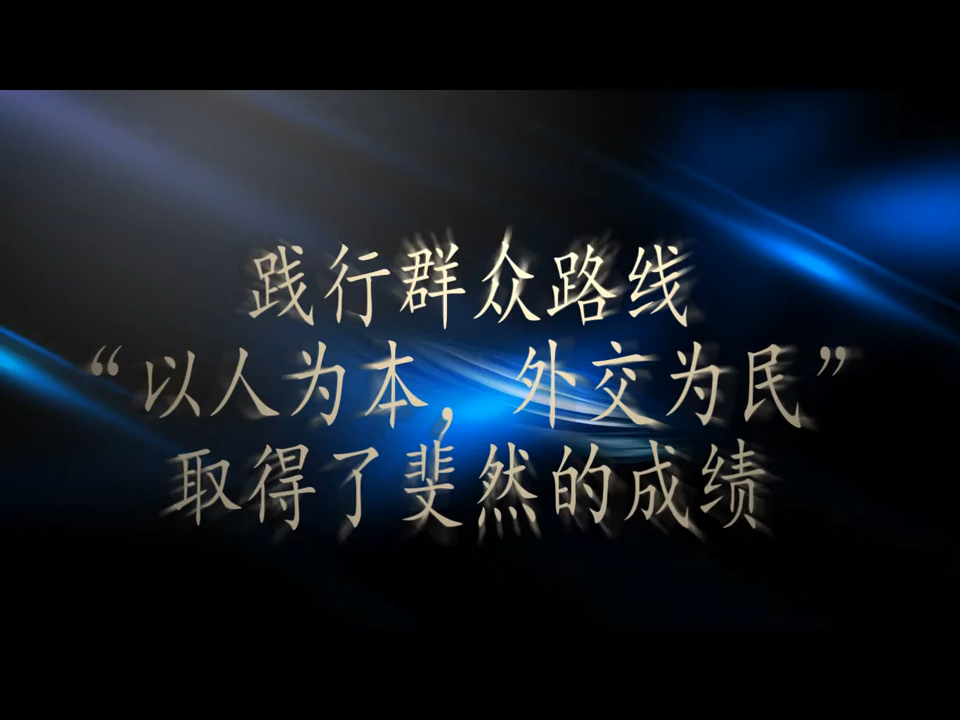 践行群众路线
“以人为本，外交为民”
取得了斐然的成绩